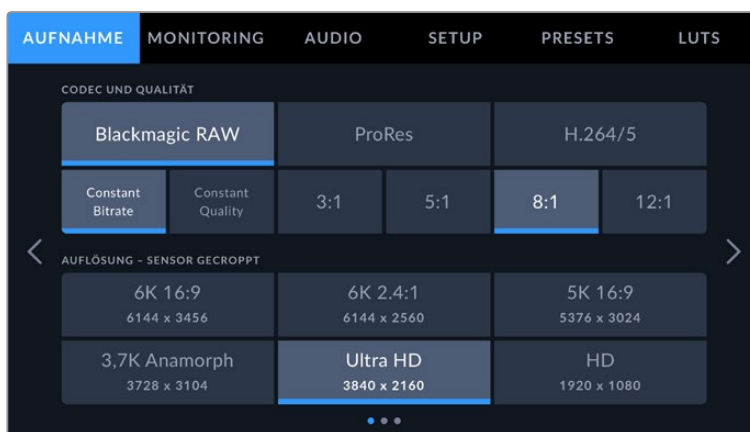 AUFNAHME MONITORING AUDIO SETUP PRESETS LUTS
CODEC UND QUALITÄT
Blackmagic RAW ProRes H.264/5
Constant Bitrate Constant Quality 3:1 5:1 8:1 12:1
AUFLÖSUNG – SENSOR GECROPPT
6K 16:9 6K 2.4:1 5K 16:9
6144 x 3456 6144 x 2560 5376 x 3024
3,7K Anamorph Ultra HD HD
3728 x 3104 3840 x 2160 1920 x 1080